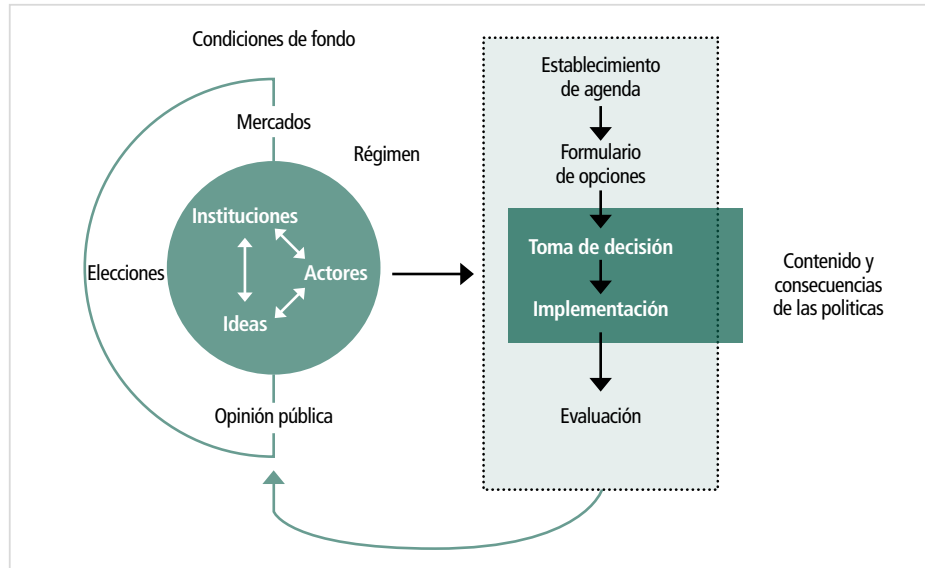 Condiciones de fondo
Mercados
Régimen
Instituciones
Elecciones
Actores
Ideas
Opinión pública
Establecimiento
de agenda
Formulario
de opciones
Toma de decisión
Implementación
Evaluación
Contenido y
consecuencias
de las politicas